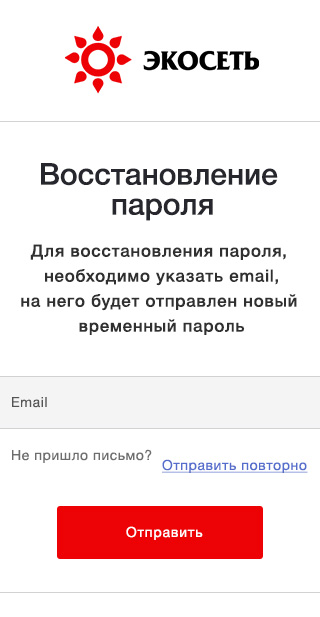 ЭКОСЕТЬ
Восстановление
пароля
Для восстановления пароля,
необходимо указать email,
на него будет отправлен новый
временный пароль
Email
Не пришло письмо?
Отправить повторно
Отправить